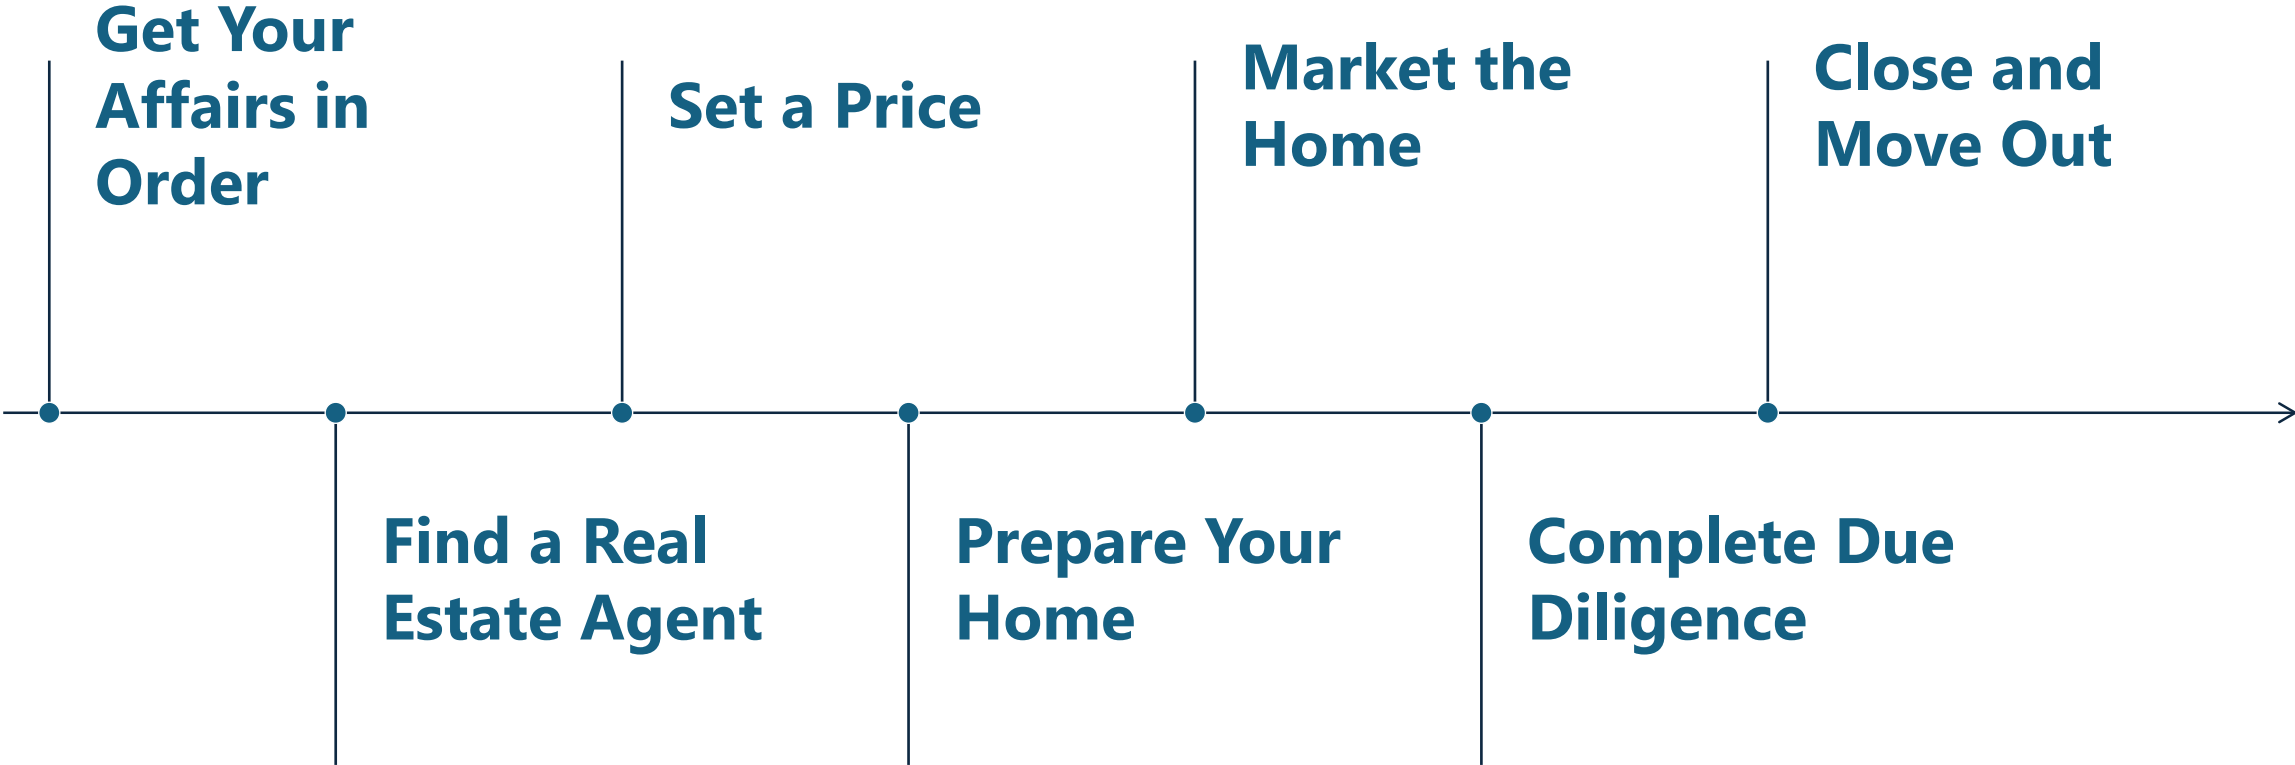 Get Your
Affairs in
Order
Find a Real
Estate Agent
Set a Price
Prepare Your
Home
Market the
Home
Complete Due
Diligence
Close and
Move Out